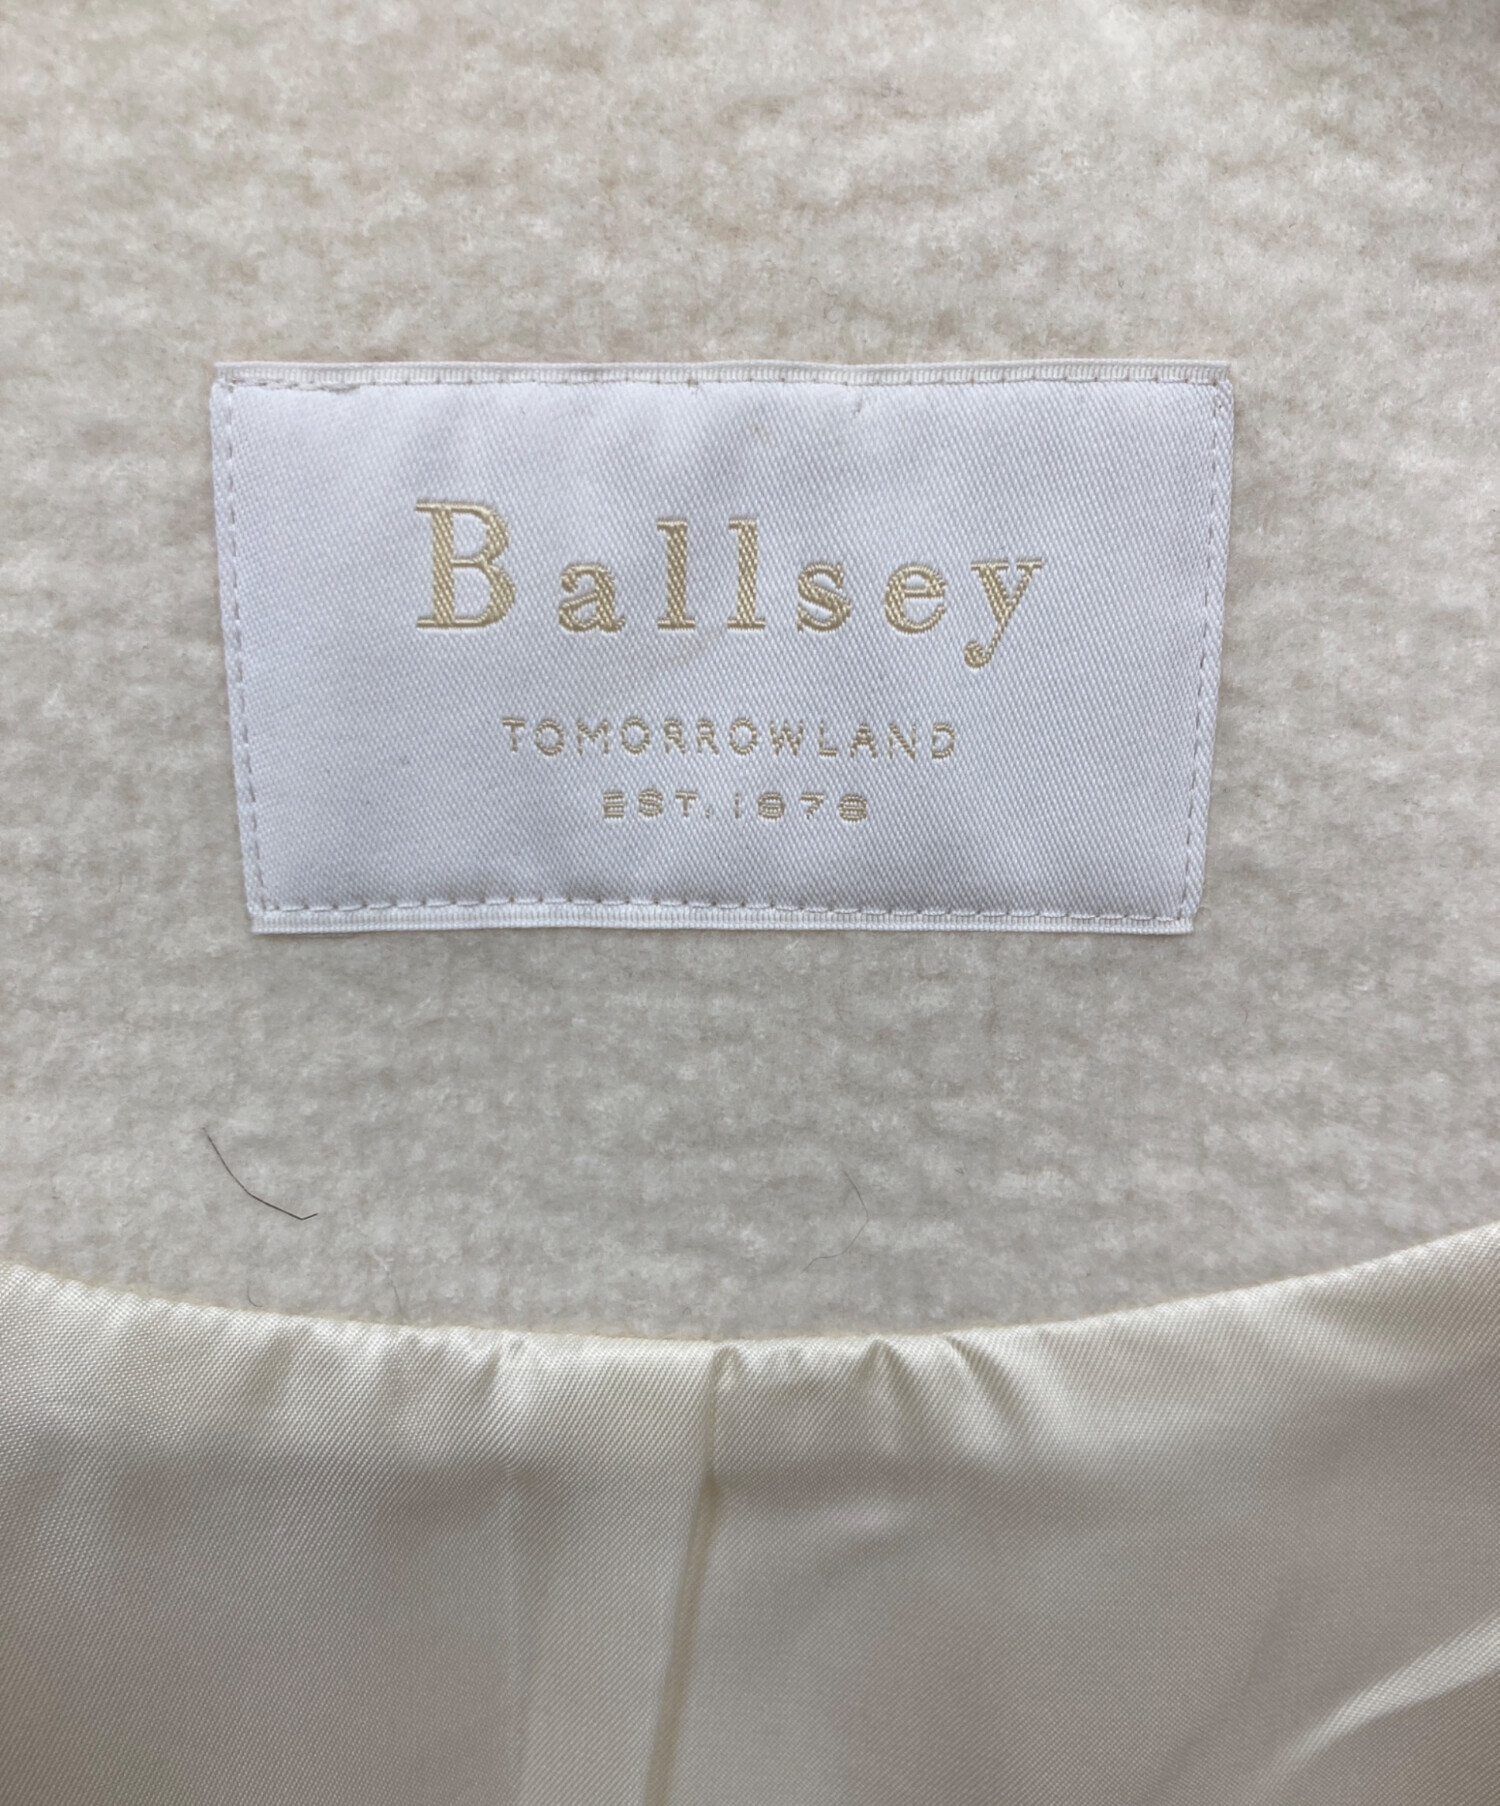 Ballsey
TOMORROWLAND
EST. 1978